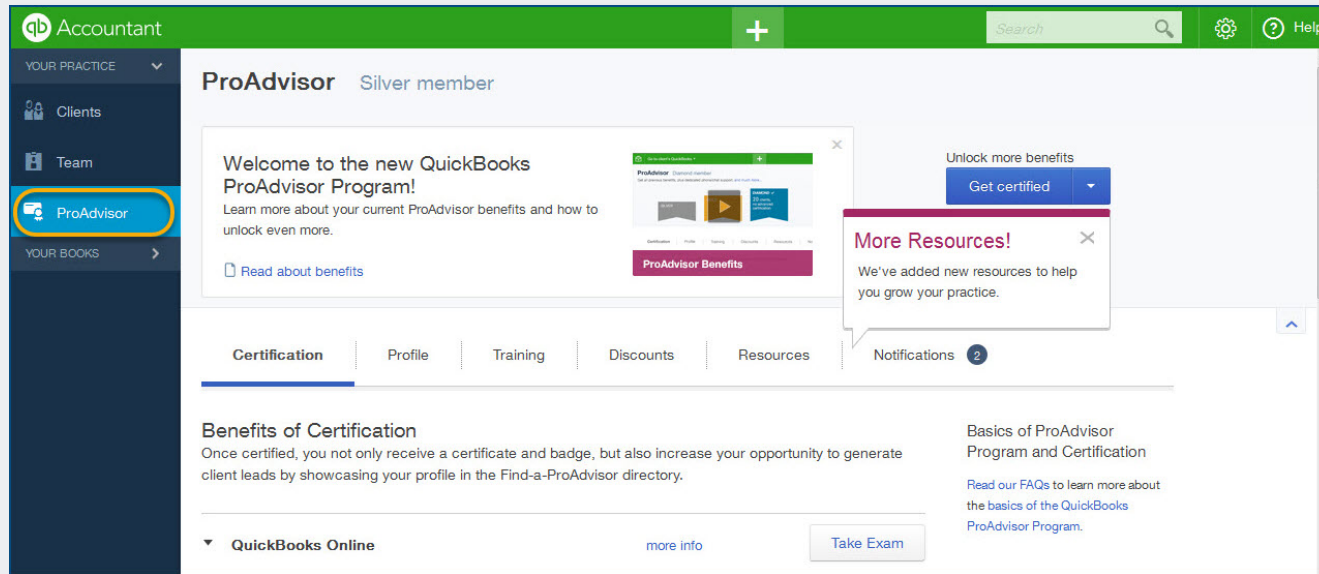 qb Accountant
Search
Help
YOUR PRACTICE
Clients
Team
ProAdvisor
YOUR BOOKS
ProAdvisor Silver member
Welcome to the new QuickBooks
ProAdvisor Program!
Learn more about your current ProAdvisor benefits and how to
unlock even more.
Read about benefits
ProAdvisor Diamond member
ProAdvisor Benefits
Unlock more benefits
Get certified
More Resources!
We've added new resources to help
you grow your practice.
Certification Profile Training Discounts Resources Notifications 2
Benefits of Certification
Once certified, you not only receive a certificate and badge, but also increase your opportunity to generate
client leads by showcasing your profile in the Find-a-ProAdvisor directory.
QuickBooks Online more info Take Exam
Basics of ProAdvisor
Program and Certification
Read our FAQs to learn more about
the basics of the QuickBooks
ProAdvisor Program.